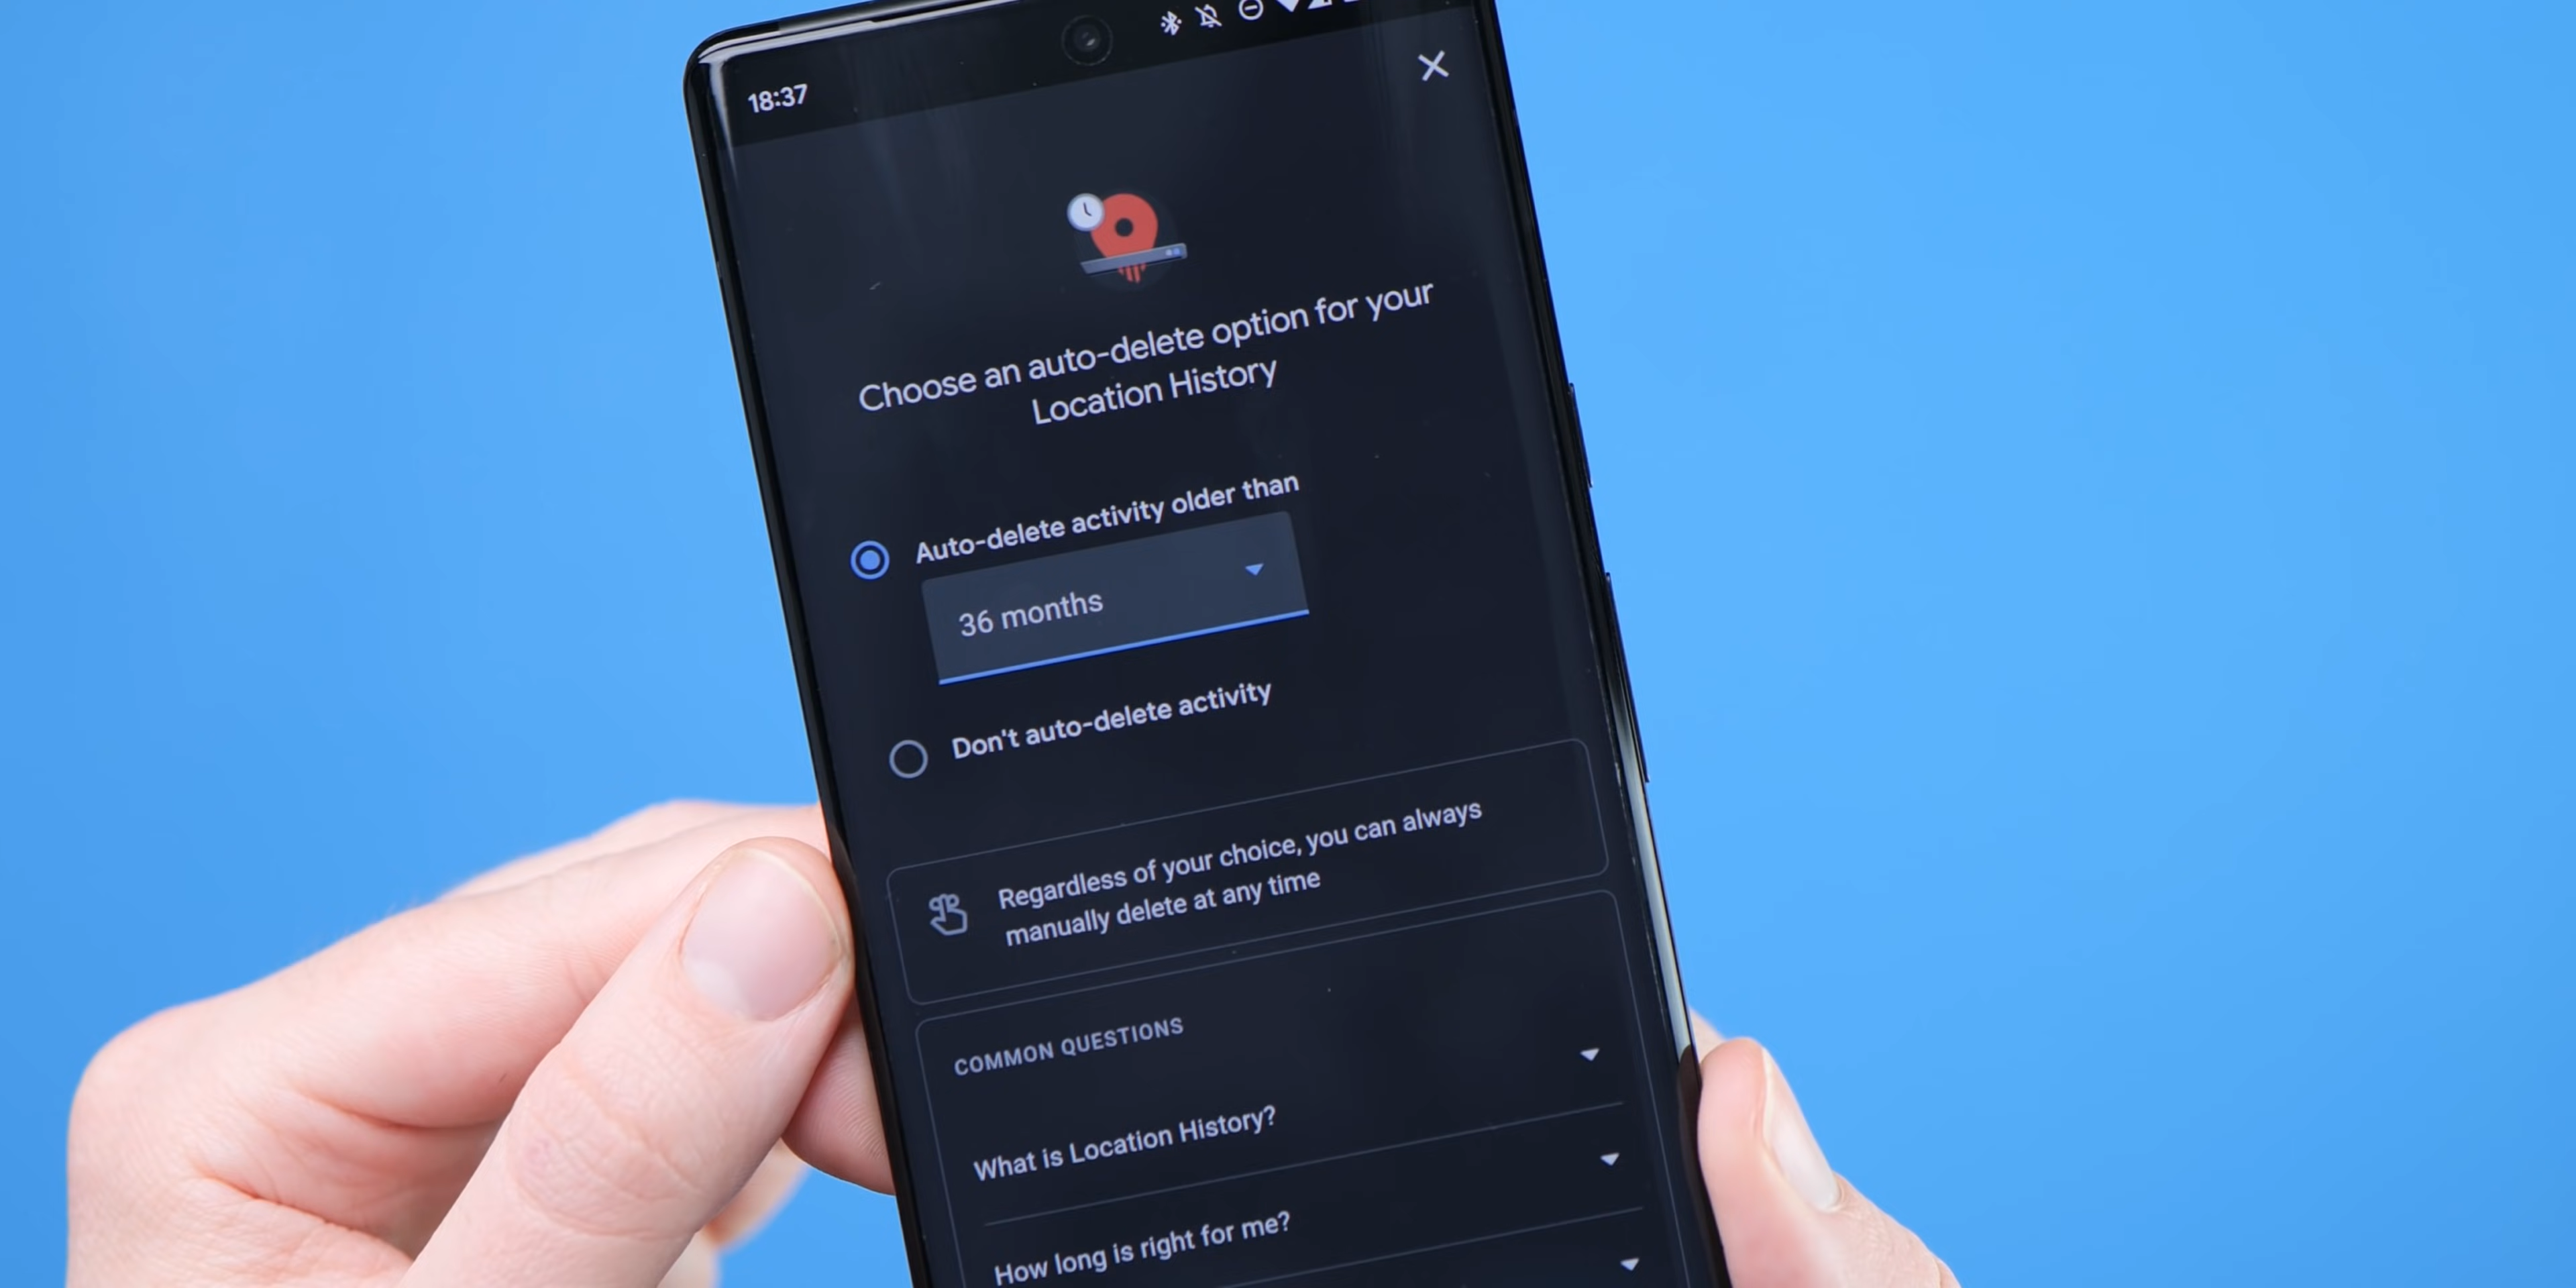 18:37
Choose an auto-delete option for your
Location History
Auto-delete activity older than
36 months
Don't auto-delete activity
Regardless of your choice, you can always
manually delete at any time
COMMON QUESTIONS
What is Location History?
How long is right for me?